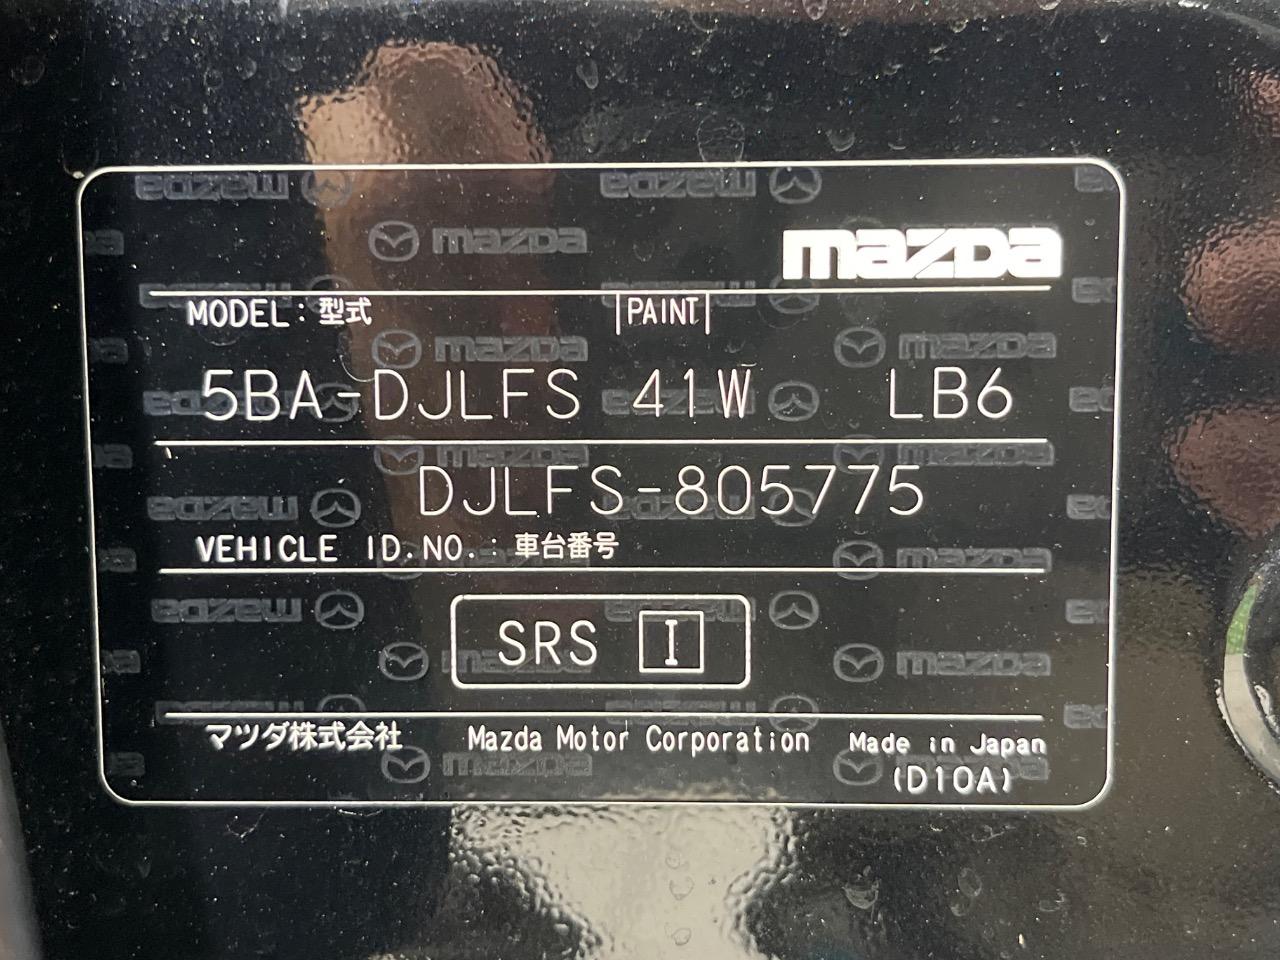 mazda
MODEL：型式 |PAINT|
5BA-DJLFS 41W LB6
DJLFS-805775
VEHICLE ID.NO.：車台番号
SRS I
マツダ株式会社 Mazda Motor Corporation Made in Japan
(D10A)